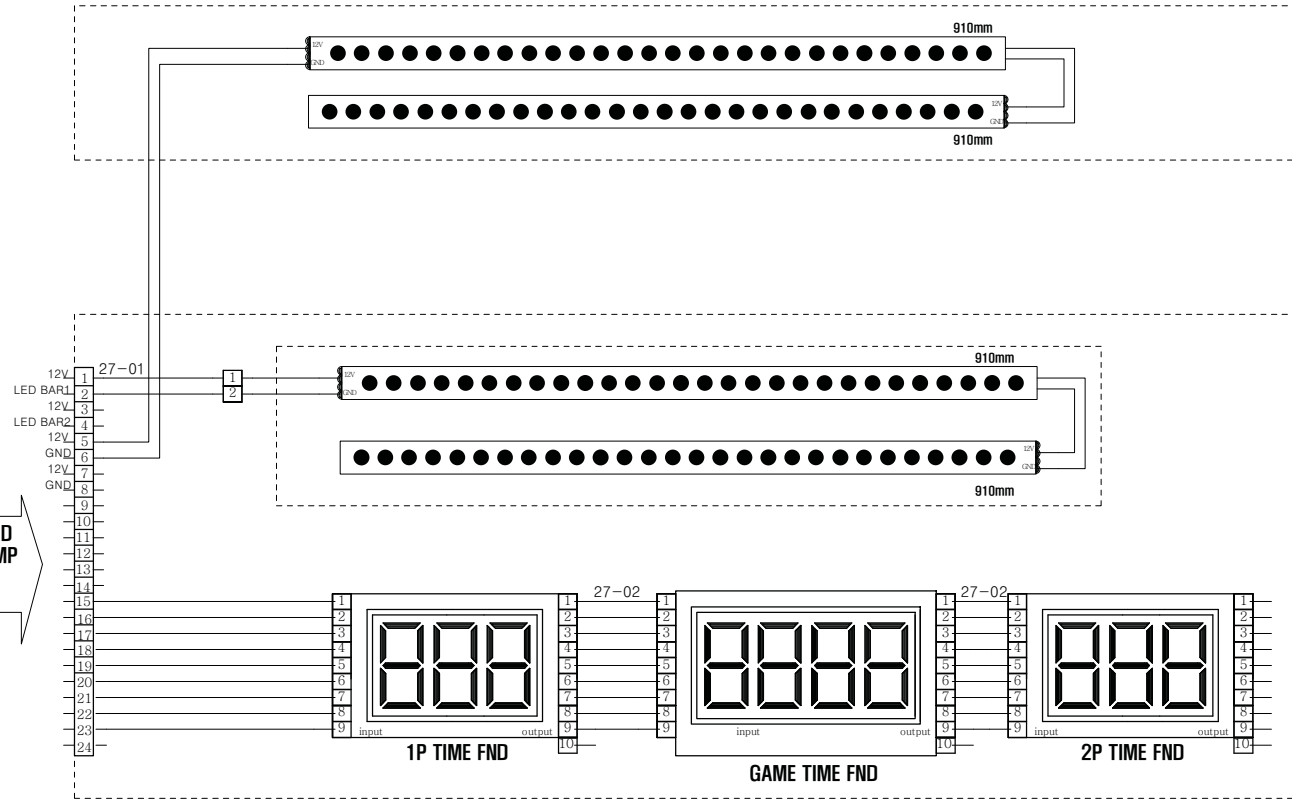 910mm
12V
GND
12V
GND
910mm
27-01
12V
LED BAR1
12V
LED BAR2
12V
GND
12V
GND
1
2
3
4
5
6
7
8
9
10
11
12
13
14
15
16
17
18
19
20
21
22
23
24
1
2
910mm
12V
GND
12V
GND
910mm
1
2
3
4
5
6
7
8
9
input
output
1
2
3
4
5
6
7
8
9
10
1P TIME FND
27-02
1
2
3
4
5
6
7
8
9
input
output
1
2
3
4
5
6
7
8
9
10
GAME TIME FND
27-02
1
2
3
4
5
6
7
8
9
input
output
1
2
3
4
5
6
7
8
9
10
2P TIME FND